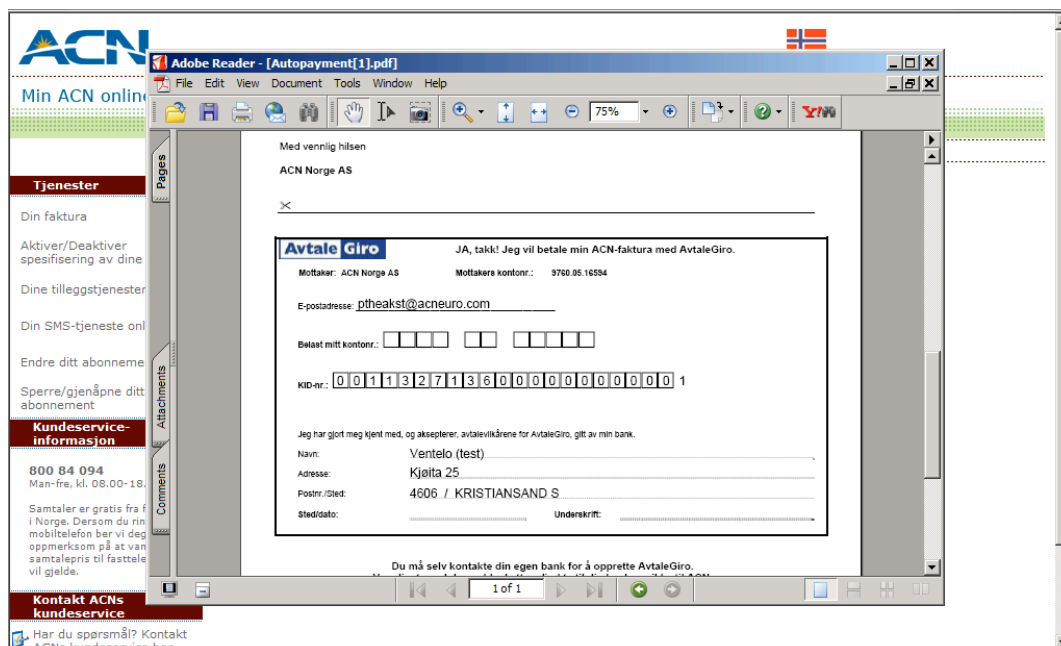 ACN
Min ACN online
Tjenester
Din faktura
Aktiver/Deaktiver
spesifisering av dine
Dine tilleggstjenester
Din SMS-tjeneste onl
Endre ditt abonneme
Sperre/gjenåpne ditt
abonnement
Kundeservice-
informasjon
800 84 094
Man-fre, kl. 08.00-18.
Samtaler er gratis fra f
i Norge. Dersom du rin
mobiltelefon ber vi deg
oppmerksom på at van
samtalepris til fasttele
vil gjelde.
Kontakt ACNs
kundeservice
Har du spørsmål? Kontakt
ACNs kundeservice her
Adobe Reader - [Autopayment[1].pdf]
File Edit View Document Tools Window Help
75%
Y!
Pages
Attachments
Comments
Med vennlig hilsen
ACN Norge AS
Avtale Giro
JA, takk! Jeg vil betale min ACN-faktura med AvtaleGiro.
Mottaker: ACN Norge AS Mottakers kontonr.: 9760.05.16594
E-postadresse: ptheakst@acneuro.com
Belast mitt kontonr.:
KID-nr.: 0 0 1 1 3 2 7 1 3 6 0 0 0 0 0 0 0 0 0 0 0 1
Jeg har gjort meg kjent med, og aksepterer, avtalevilkårene for AvtaleGiro, gitt av min bank.
Navn: Ventelo (test)
Adresse: Kjøita 25
Postnr./Sted: 4606 / KRISTIANSAND S
Sted/dato: Underskrift:
Du må selv kontakte din egen bank for å opprette AvtaleGiro.
1 of 1